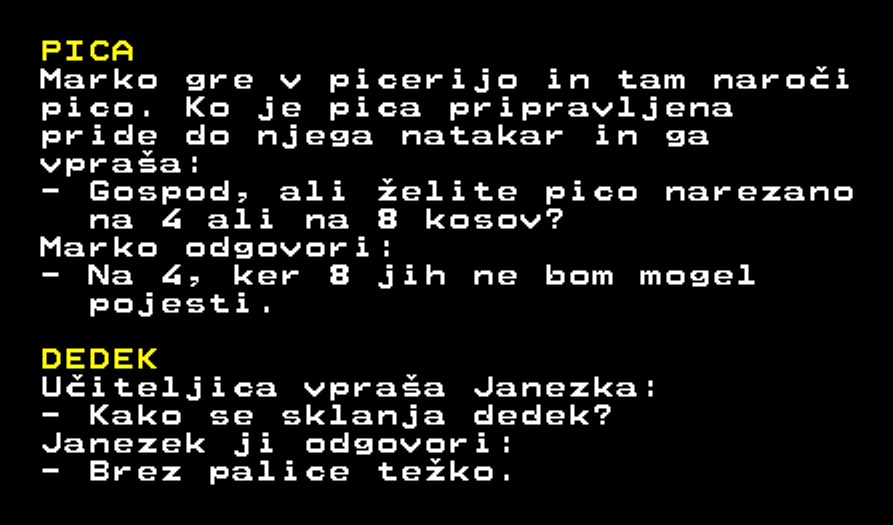 PICA
Marko gre v picerijo in tam naroči
pico. Ko je pica pripravljena
pride do njega natakar in ga
vpraša:
- Gospod, ali želite pico narezano
na 4 ali na 8 kosov?
Marko odgovori:
- Na 4, ker 8 jih ne bom mogel
pojesti.
DEDEK
Učiteljica vpraša Janezka:
- Kako se sklanja dedek?
Janezek ji odgovori:
- Brez palice težko.